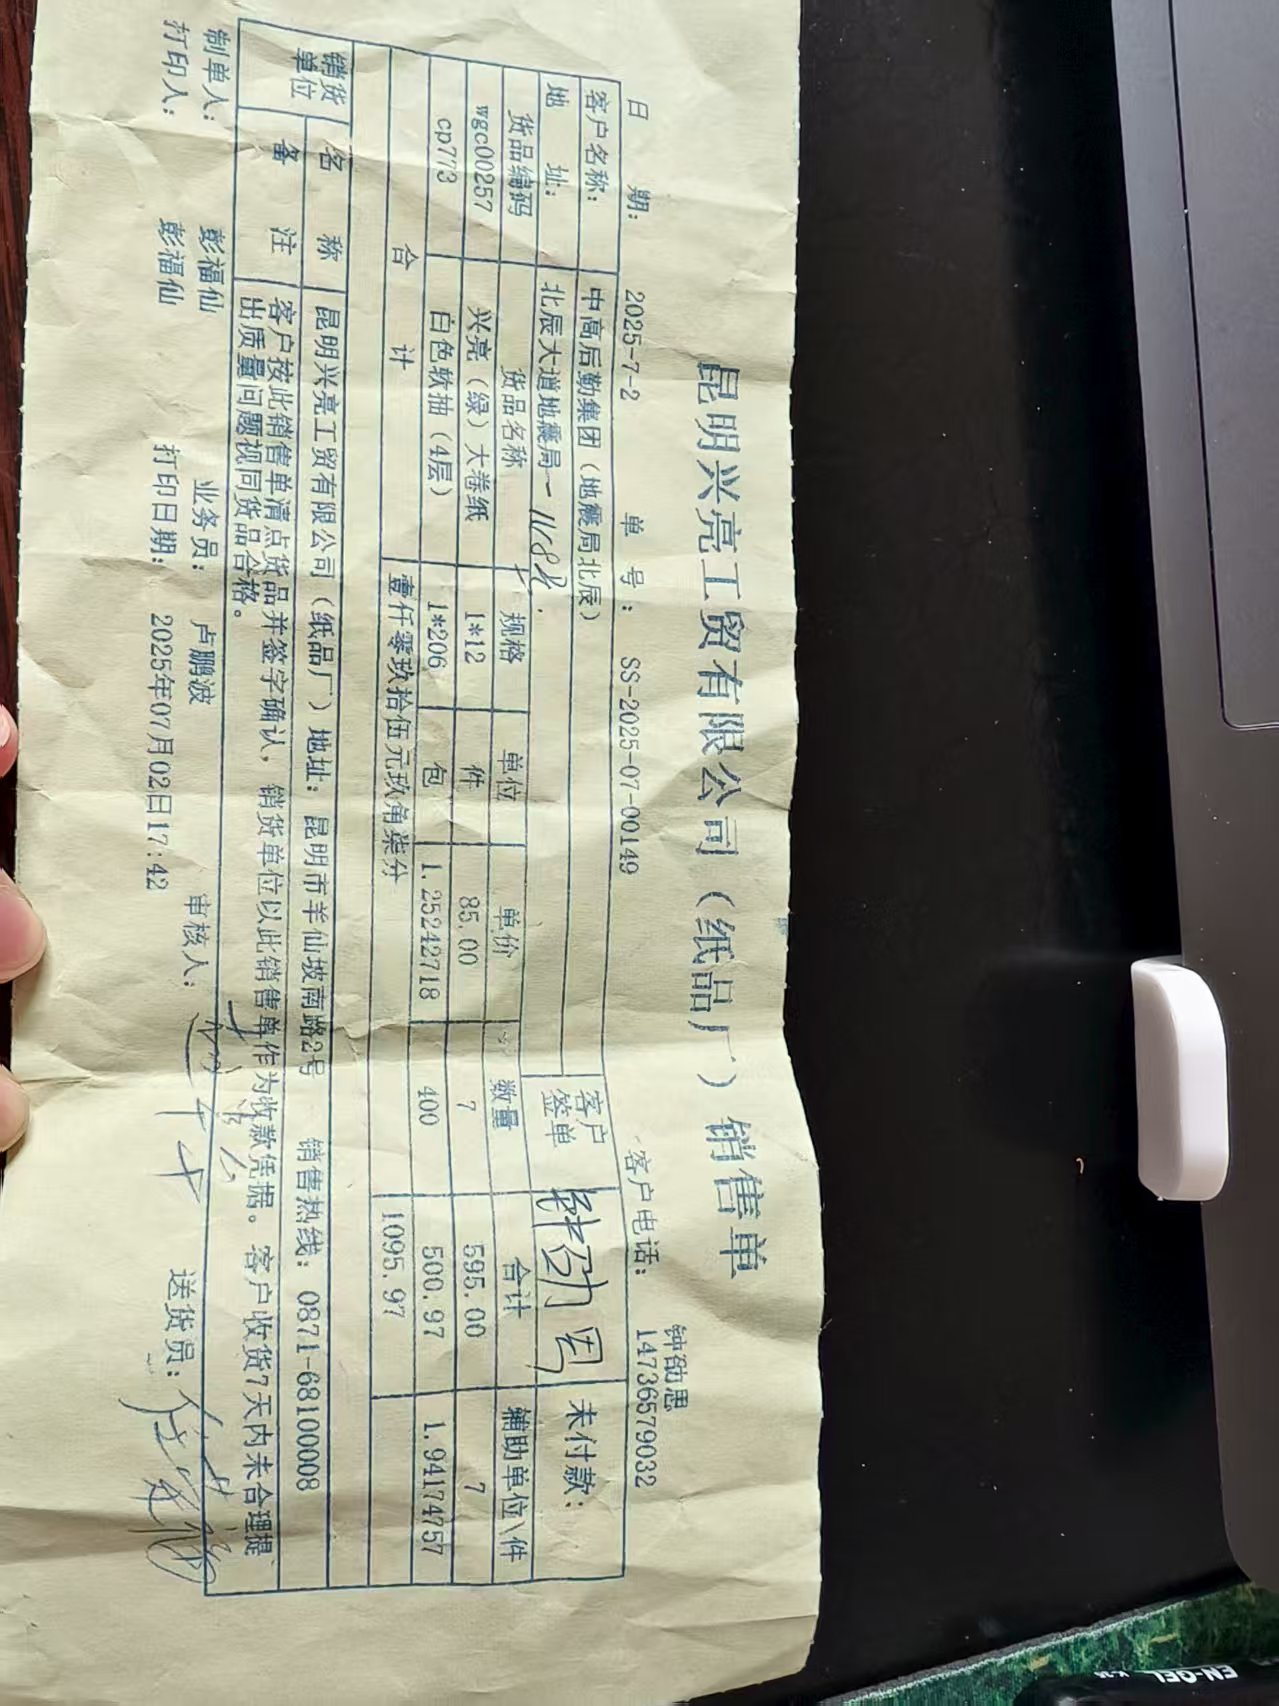 昆明兴亮工贸有限公司（纸品厂）销售单
钟劭思
日 期： 2025-7-2 单 号： SS-2025-07-00149 客户电话： 14736579032
客户名称： 中高后勤集团（地震局北辰） 客户签单 未付款：
地 址： 北辰大道地震局一
货品编码 货品名称 规格 单位 单价 数量 合计 辅助单位\件
wgc00257 兴亮（绿）大卷纸 1*12 件 85.00 7 595.00 7
cp773 白色软抽（4层） 1*206 包 1.25242718 400 500.97 1.94174757
合 计 壹仟零玖拾伍元玖角柒分 1095.97
销货单位 名 称 昆明兴亮工贸有限公司（纸品厂）地址：昆明市羊仙坡南路2号 销售热线：0871-68100008
备 注 客户按此销售单清点货品并签字确认，销货单位以此销售单作为收款凭据。客户收货7天内未合理提
出质量问题视同货品合格。
制单人： 彭福仙 业务员： 卢鹏波 审核人： 送货员：
打印人： 彭福仙 打印日期： 2025年07月02日17:42
EN-GEL